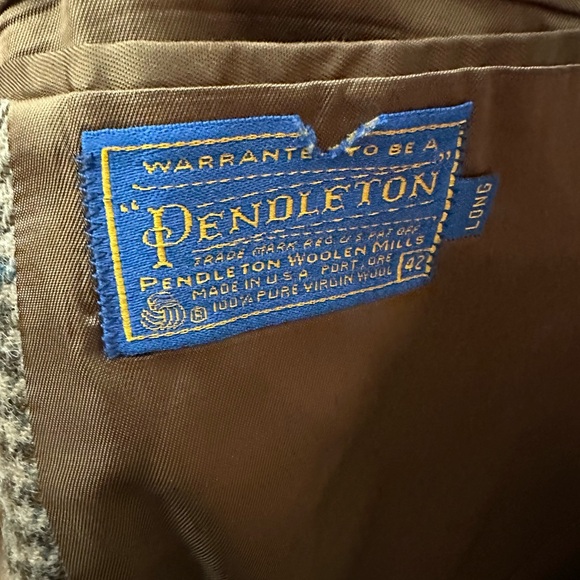 WARRANTE TO BE A
"PENDLETON"
TRADE MARK REG U.S. PAT. OFF.
PENDLETON WOOLEN MILLS
MADE IN U.S.A PORT, ORE
100% PURE VIRGIN WOOL
42
LONG
R